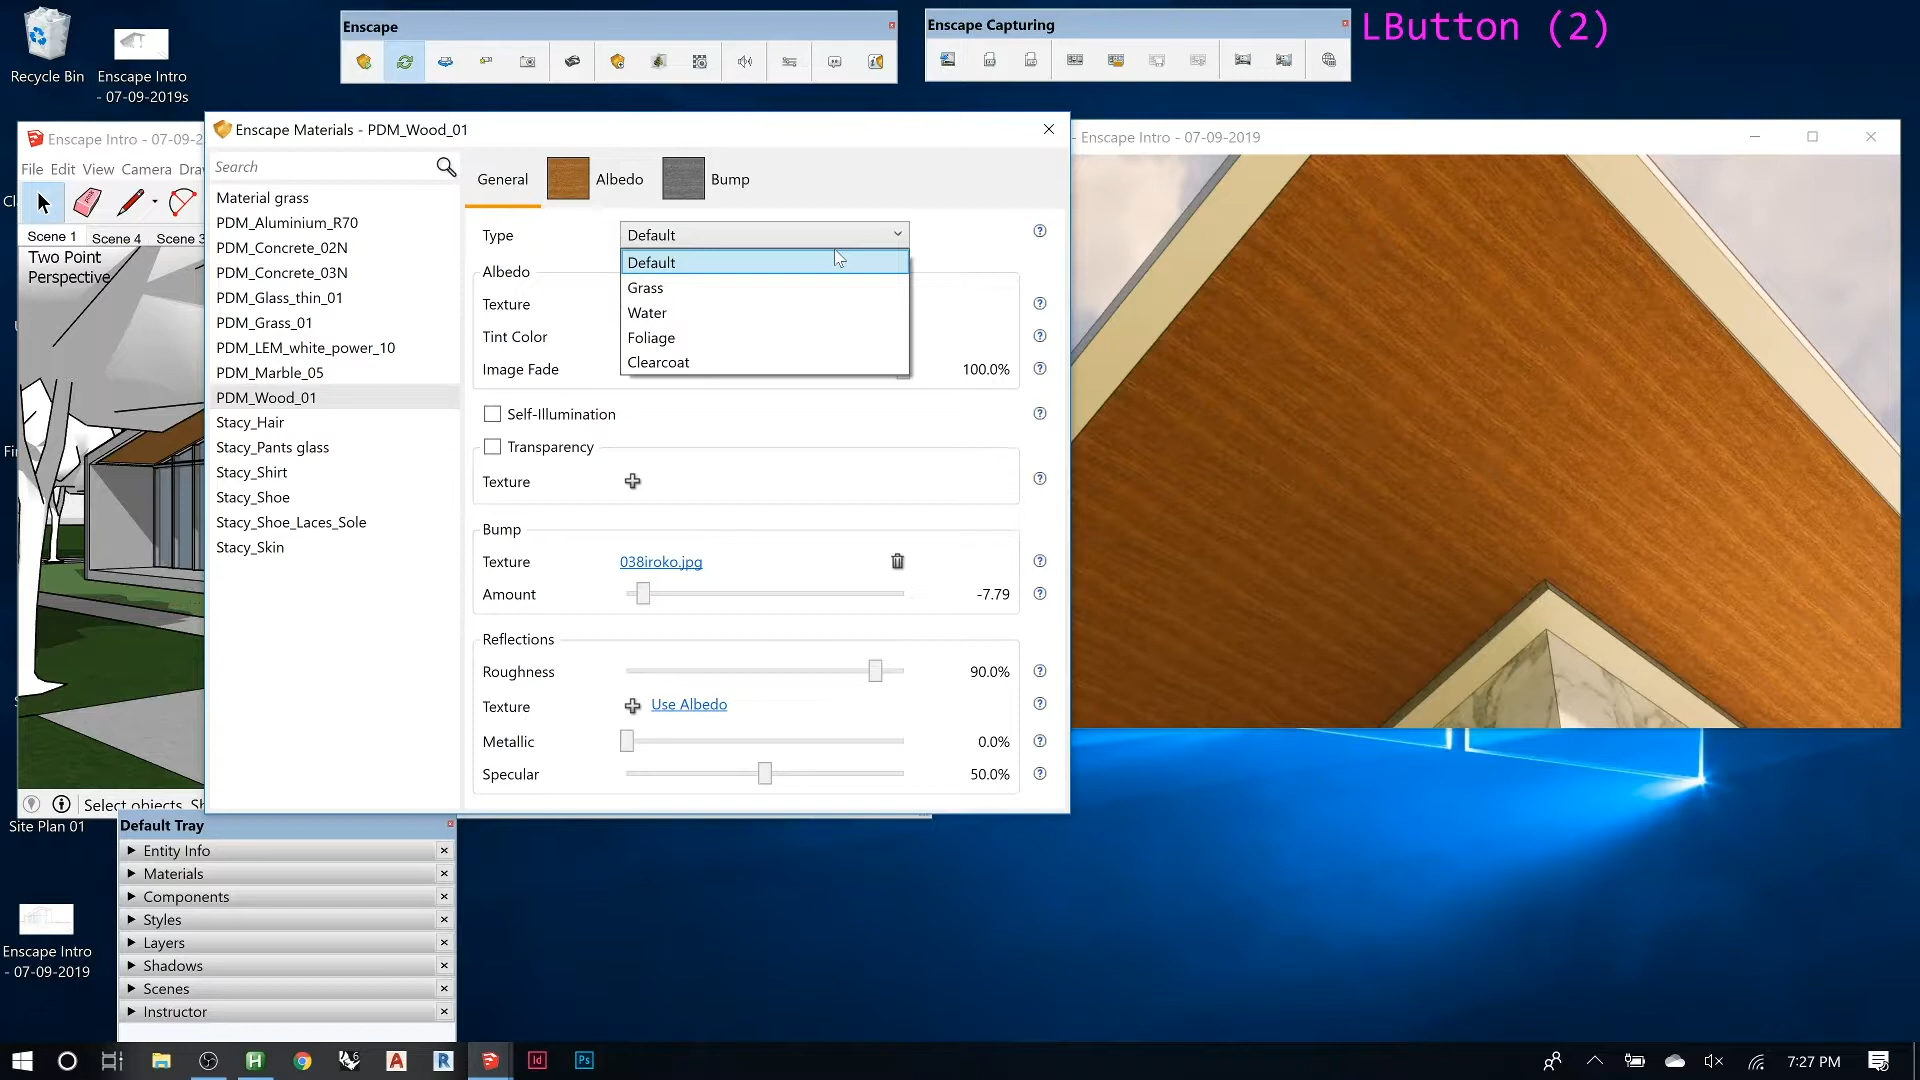 Recycle Bin
Enscape Intro
- 07-09-2019s
Enscape
Enscape Capturing
LButton (2)
Enscape Intro - 07-09-2
File Edit View Camera Dra
Scene 1 Scene 4 Scene 3
Two Point
Perspective
Enscape Materials - PDM_Wood_01
Search
Material grass
PDM_Aluminium_R70
PDM_Concrete_02N
PDM_Concrete_03N
PDM_Glass_thin_01
PDM_Grass_01
PDM_LEM_white_power_10
PDM_Marble_05
PDM_Wood_01
Stacy_Hair
Stacy_Pants glass
Stacy_Shirt
Stacy_Shoe
Stacy_Shoe_Laces_Sole
Stacy_Skin
General
Albedo
Bump
Type
Default
Default
Grass
Water
Foliage
Clearcoat
Albedo
Texture
Tint Color
Image Fade
100.0%
Self-Illumination
Transparency
Texture
Bump
Texture
038iroko.jpg
Amount
-7.79
Reflections
Roughness
90.0%
Texture
Use Albedo
Metallic
0.0%
Specular
50.0%
- Enscape Intro - 07-09-2019
Select objects. Sh
Site Plan 01
Default Tray
Entity Info
Materials
Components
Styles
Layers
Shadows
Scenes
Instructor
Enscape Intro
- 07-09-2019
7:27 PM